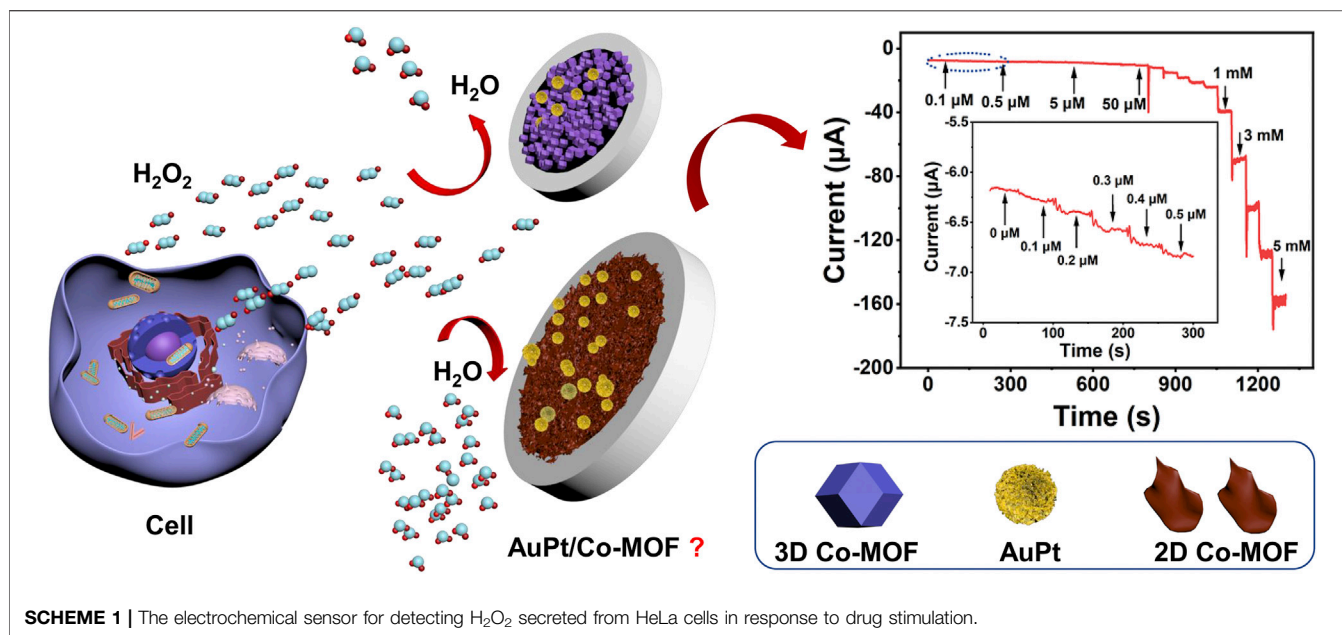 H₂O₂
H₂O
H₂O
Cell
AuPt/Co-MOF ?
Current (µA)
0
-40
-80
-120
-160
-200
0.1 µM
0.5 µM
5 µM
50 µM
1 mM
3 mM
5 mM
Current (µA)
-5.5
-6.0
-6.5
-7.0
-7.5
0 µM
0.1 µM
0.2 µM
0.3 µM
0.4 µM
0.5 µM
0 100 200 300
Time (s)
0 300 600 900 1200
Time (s)
3D Co-MOF AuPt 2D Co-MOF
SCHEME 1 | The electrochemical sensor for detecting H₂O₂ secreted from HeLa cells in response to drug stimulation.